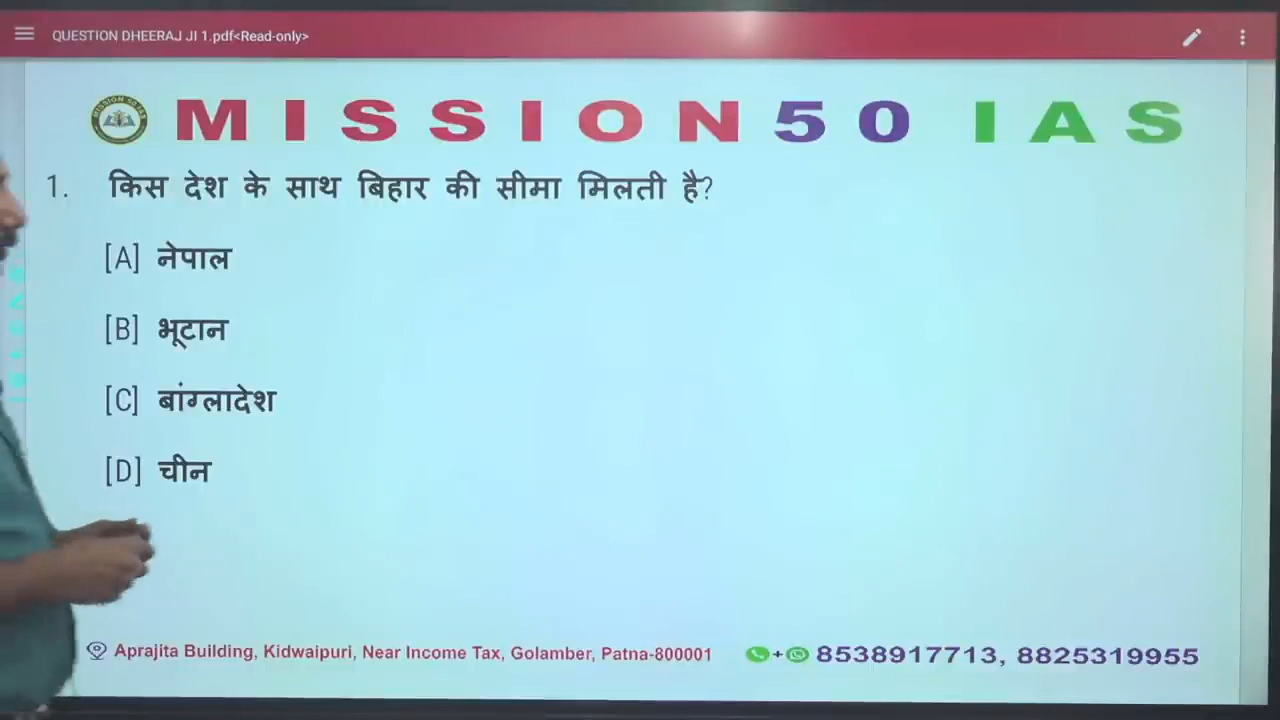 QUESTION DHEERAJ JI 1.pdf<Read-only>
MISSION 50 IAS
1. किस देश के साथ बिहार की सीमा मिलती है?
[A] नेपाल
[B] भूटान
[C] बांग्लादेश
[D] चीन
Aprajita Building, Kidwaipuri, Near Income Tax, Golamber, Patna-800001
+ 8538917713, 8825319955